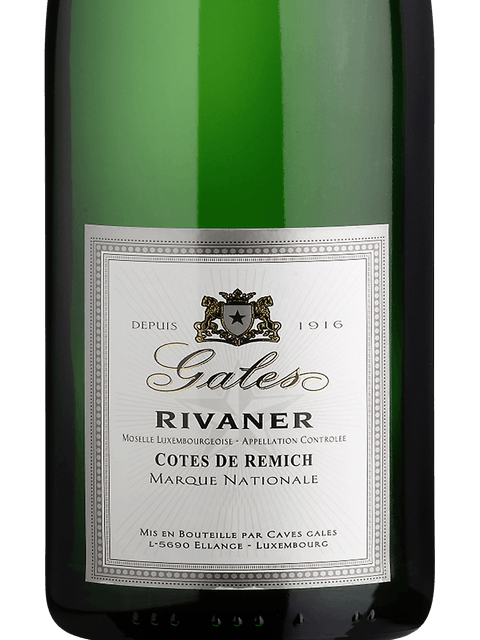 DEPUIS 1916
Gales
RIVANER
MOSELLE LUXEMBOURGEOISE - APPELLATION CONTROLÉE
COTES DE REMICH
MARQUE NATIONALE
MIS EN BOUTEILLE PAR CAVES GALES
L-5690 ELLANGE - LUXEMBOURG